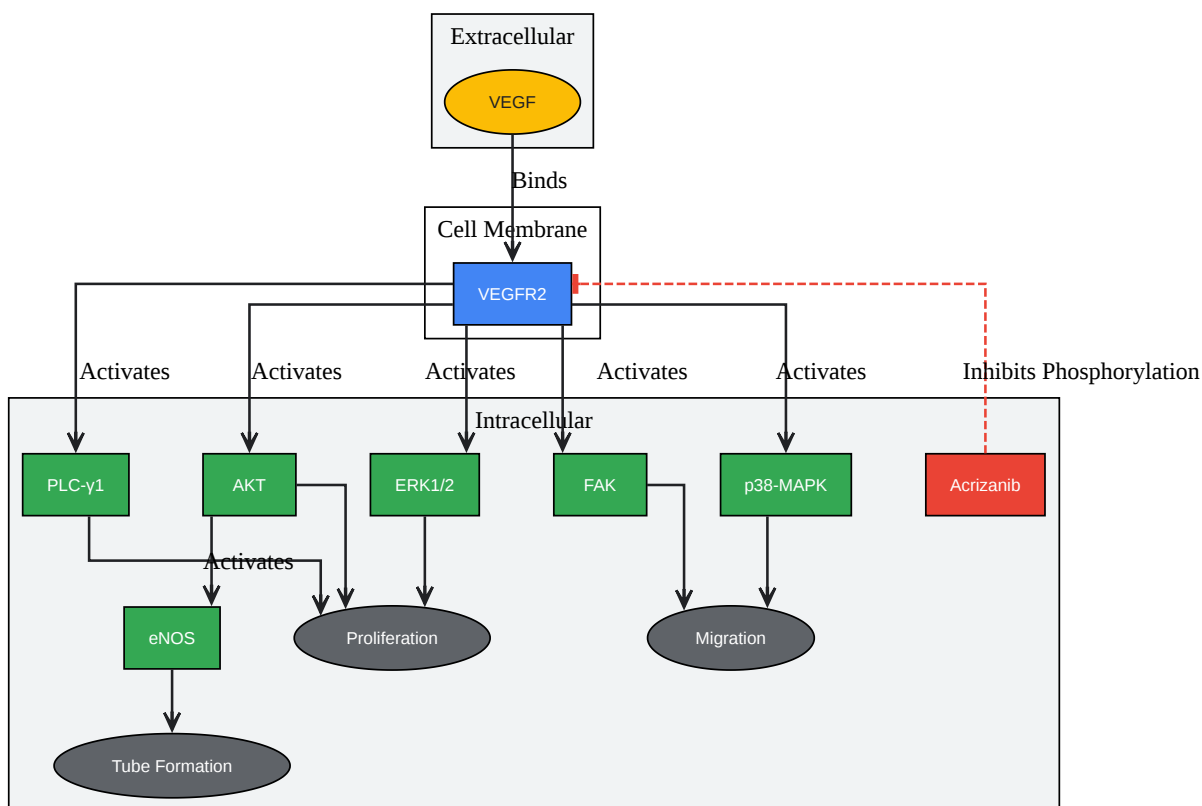 Extracellular
VEGF
Binds
Cell Membrane
VEGFR2
Activates
Activates
Activates
Activates
Activates
Inhibits Phosphorylation
Intracellular
PLC-γ1
AKT
ERK1/2
FAK
p38-MAPK
Acrizanib
Activates
eNOS
Proliferation
Migration
Tube Formation